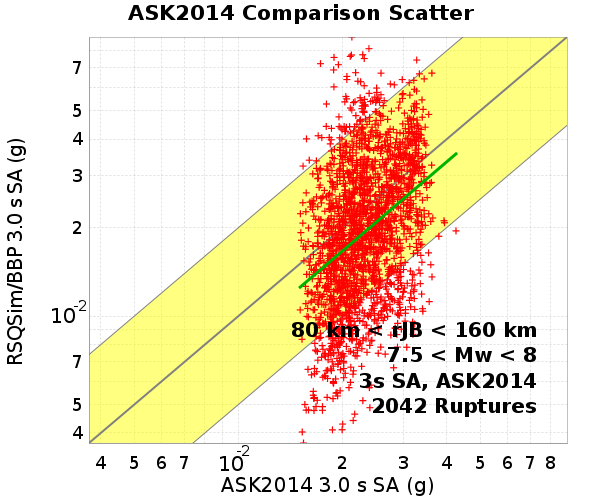 ASK2014 Comparison Scatter
RSQSim/BBP 3.0 s SA (g)
7
5
4
3
2
10-2
7
5
4
80 km < rJB < 160 km
7.5 < Mw < 8
3s SA, ASK2014
2042 Ruptures
4 5 6 7 10-2 2 3 4 5 6 7 8
ASK2014 3.0 s SA (g)